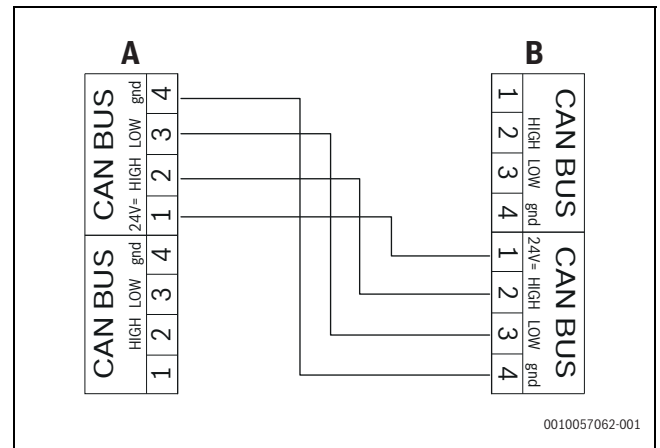 A
B
CAN BUS
gnd
LOW
HIGH
24V=
4
3
2
1
CAN BUS
gnd
LOW
HIGH
4
3
2
1
1
2
3
4
HIGH
LOW
gnd
CAN BUS
1
2
3
4
24V=
HIGH
LOW
gnd
CAN BUS
0010057062-001